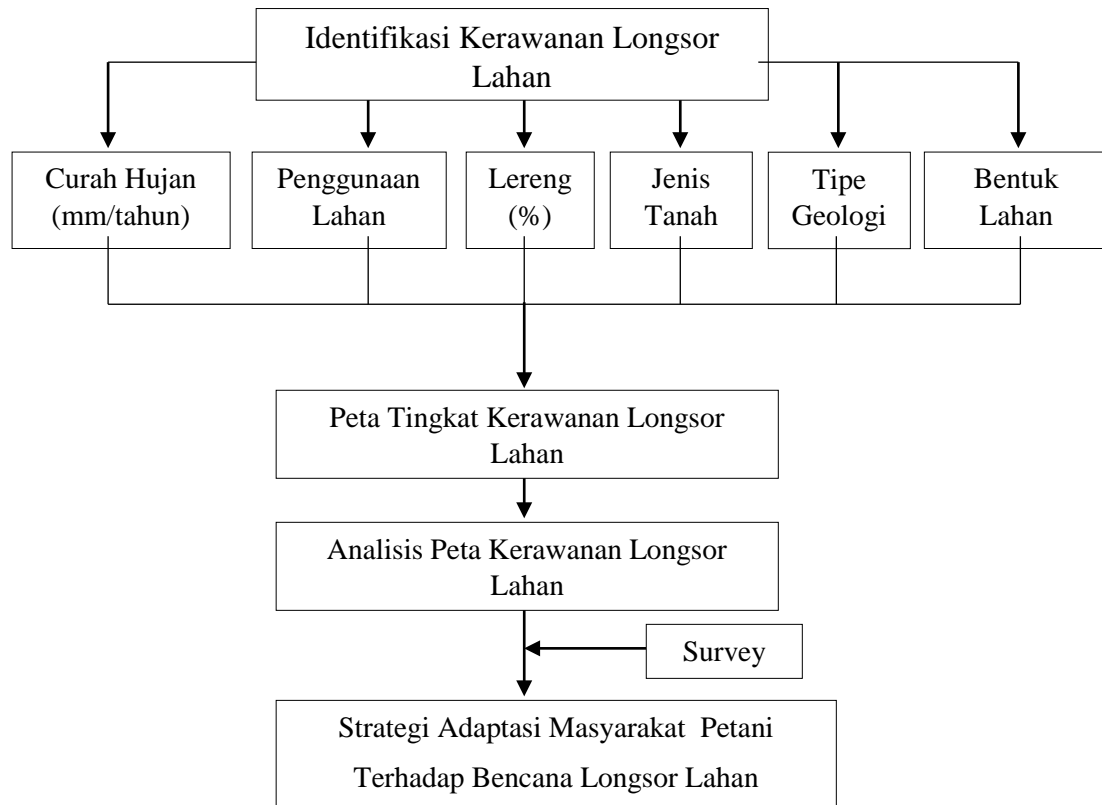 Identifikasi Kerawanan Longsor
Lahan
Curah Hujan
(mm/tahun)
Penggunaan
Lahan
Lereng
(%)
Jenis
Tanah
Tipe
Geologi
Bentuk
Lahan
Peta Tingkat Kerawanan Longsor
Lahan
Analisis Peta Kerawanan Longsor
Lahan
Survey
Strategi Adaptasi Masyarakat Petani
Terhadap Bencana Longsor Lahan